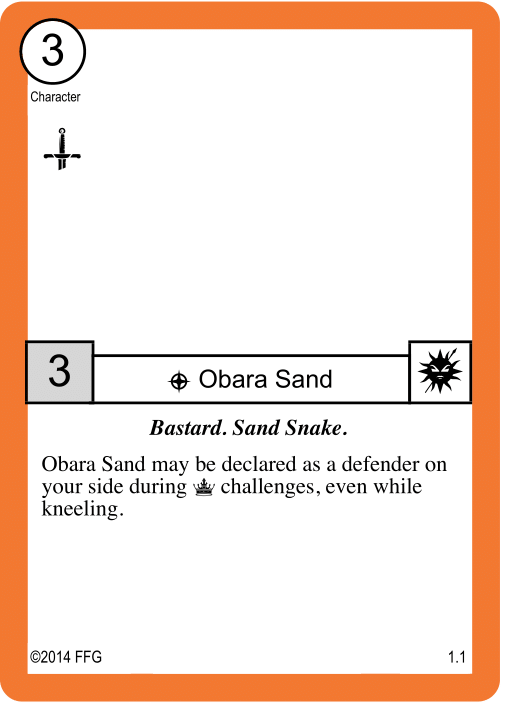 3
Character
3
Obara Sand
Bastard. Sand Snake.
Obara Sand may be declared as a defender on
your side during challenges, even while
kneeling.
©2014 FFG
1.1